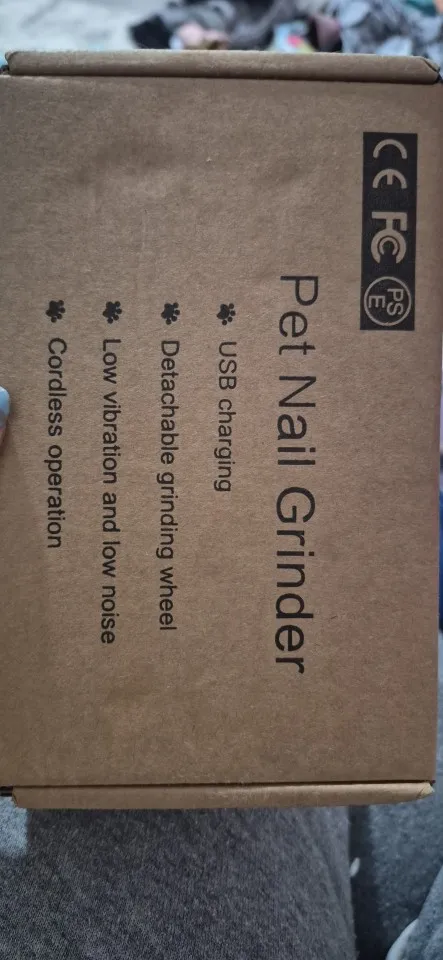 CE FC PSE
Pet Nail Grinder
USB charging
Detachable grinding wheel
Low vibration and low noise
Cordless operation